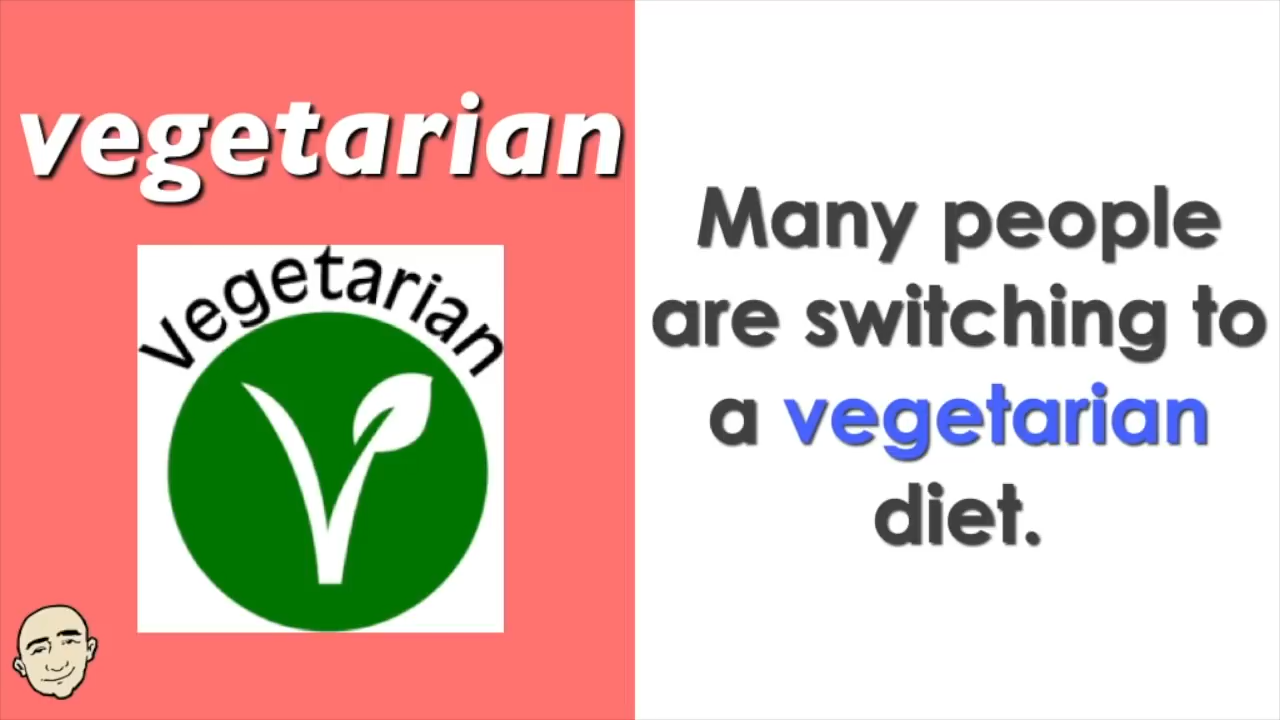 vegetarian
Vegetarian
Many people
are switching to
a vegetarian
diet.